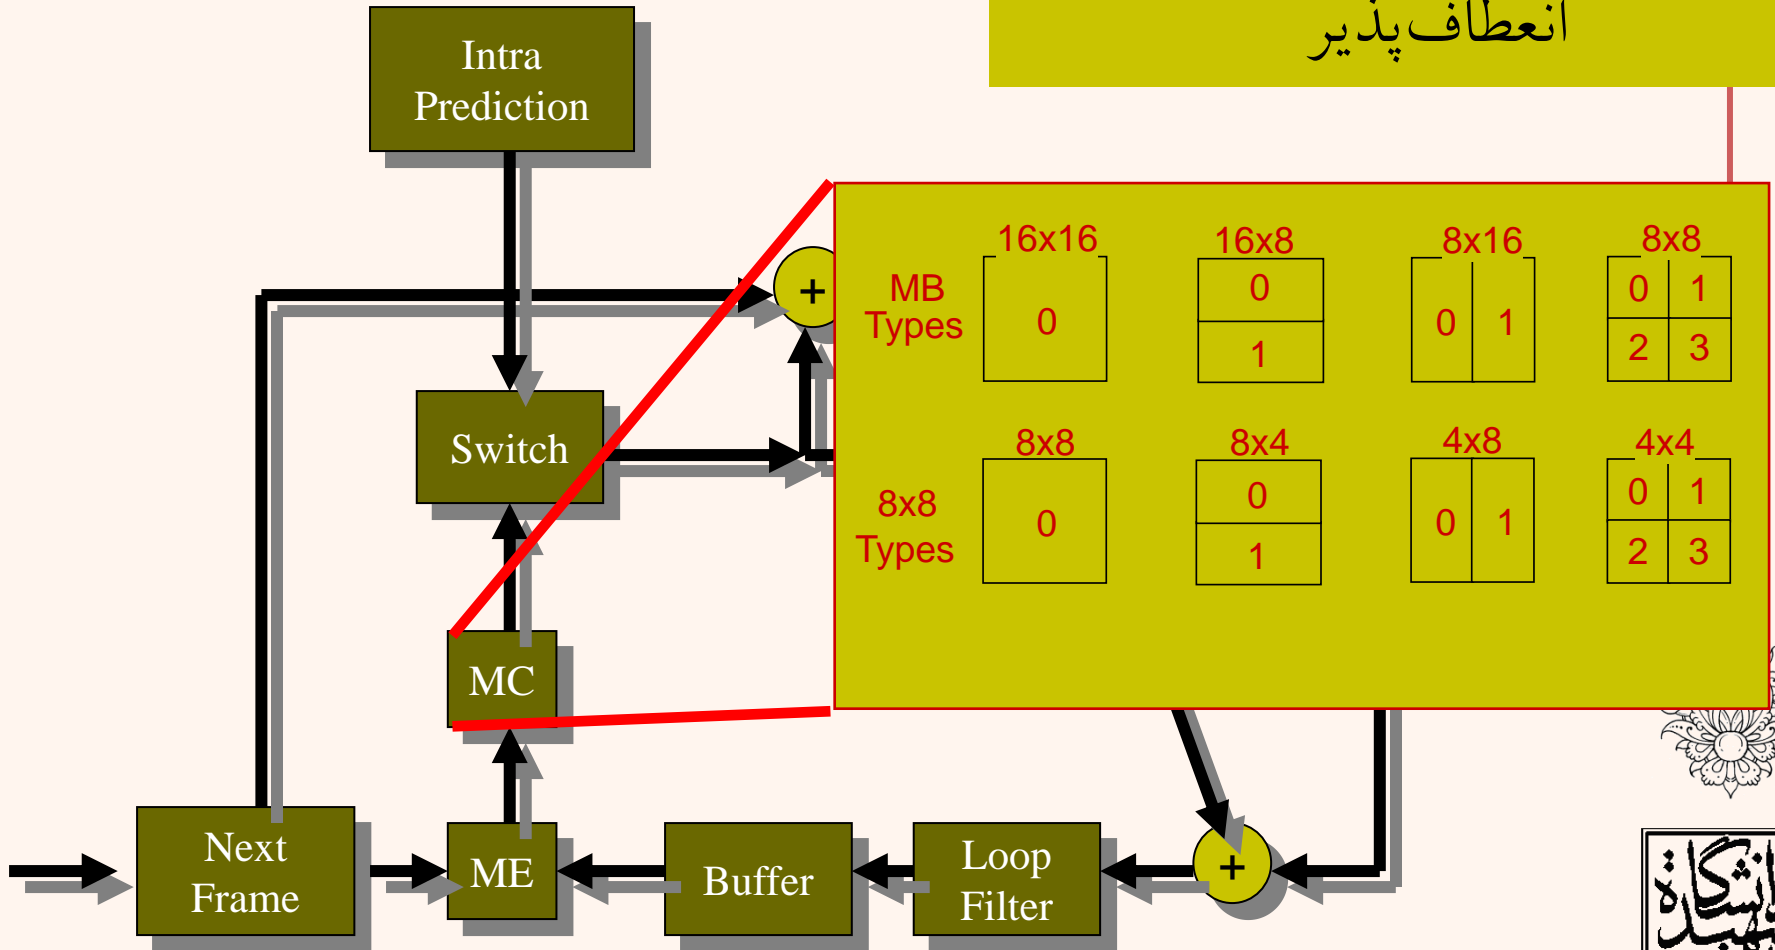 انعطاف‌پذیر
Intra
Prediction
+
16x16
16x8
8x16
8x8
MB
Types
0
0
1
0 1
0 1
2 3
Switch
8x8
8x4
4x8
4x4
8x8
Types
0
0
1
0 1
0 1
2 3
MC
Next
Frame
ME
Buffer
Loop
Filter
+